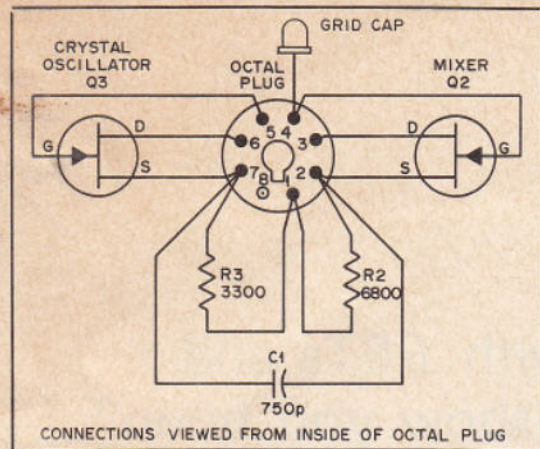 GRID CAP
CRYSTAL
OSCILLATOR
Q3
OCTAL
PLUG
MIXER
Q2
5 4
6 3
7 2
8 1
G D S
D S G
R3
3300
R2
6800
C1
750p
CONNECTIONS VIEWED FROM INSIDE OF OCTAL PLUG